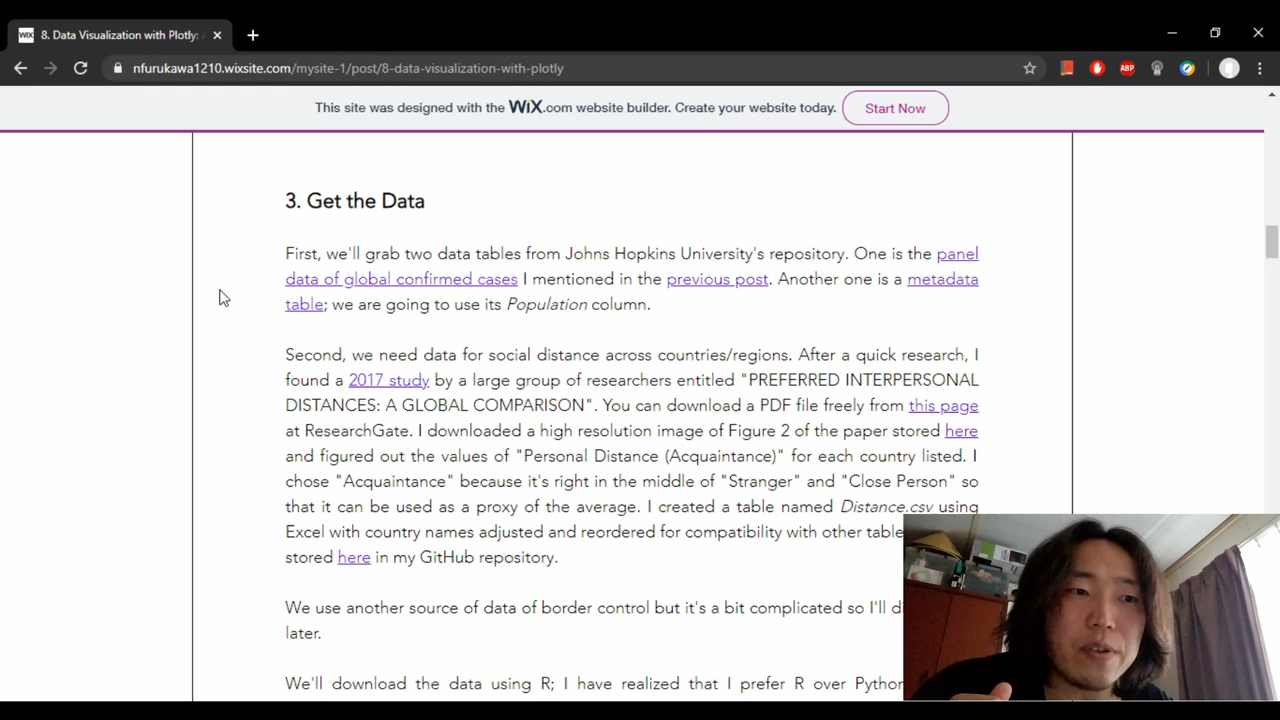 8. Data Visualization with Plotly:
nfurukawa1210.wixsite.com/mysite-1/post/8-data-visualization-with-plotly
ABP
This site was designed with the WiX.com website builder. Create your website today.
Start Now
3. Get the Data
First, we'll grab two data tables from Johns Hopkins University's repository. One is the panel
data of global confirmed cases I mentioned in the previous post. Another one is a metadata
table; we are going to use its Population column.
Second, we need data for social distance across countries/regions. After a quick research, I
found a 2017 study by a large group of researchers entitled "PREFERRED INTERPERSONAL
DISTANCES: A GLOBAL COMPARISON". You can download a PDF file freely from this page
at ResearchGate. I downloaded a high resolution image of Figure 2 of the paper stored here
and figured out the values of "Personal Distance (Acquaintance)" for each country listed. I
chose "Acquaintance" because it's right in the middle of "Stranger" and "Close Person" so
that it can be used as a proxy of the average. I created a table named Distance.csv using
Excel with country names adjusted and reordered for compatibility with other table
stored here in my GitHub repository.
We use another source of data of border control but it's a bit complicated so I'll di
later.
We'll download the data using R; I have realized that I prefer R over Python